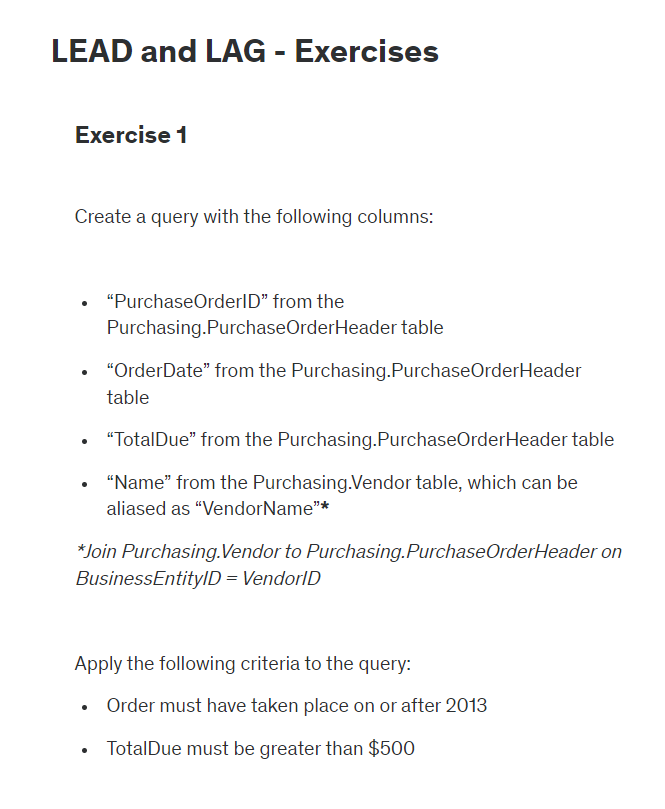 LEAD and LAG - Exercises
Exercise 1
Create a query with the following columns:
• “PurchaseOrderID” from the
Purchasing.PurchaseOrderHeader table
• “OrderDate” from the Purchasing.PurchaseOrderHeader
table
• “TotalDue” from the Purchasing.PurchaseOrderHeader table
• “Name” from the Purchasing.Vendor table, which can be
aliased as “VendorName”*
*Join Purchasing.Vendor to Purchasing.PurchaseOrderHeader on
BusinessEntityID = VendorID
Apply the following criteria to the query:
• Order must have taken place on or after 2013
• TotalDue must be greater than $500